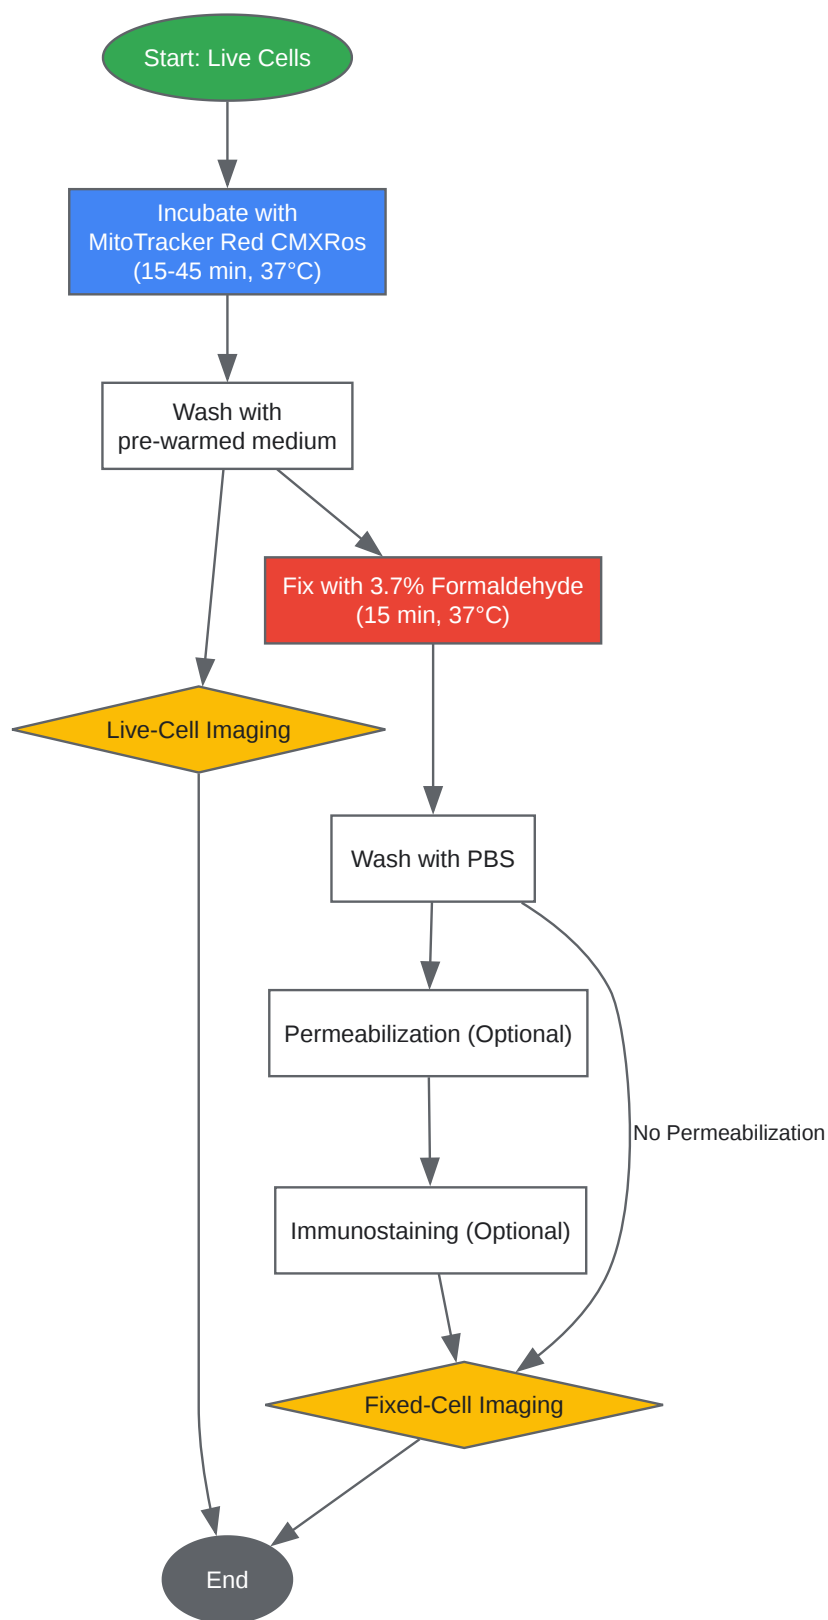 Start: Live Cells
Incubate with
MitoTracker Red CMXRos
(15-45 min, 37°C)
Wash with
pre-warmed medium
Fix with 3.7% Formaldehyde
(15 min, 37°C)
Live-Cell Imaging
Wash with PBS
Permeabilization (Optional)
No Permeabilization
Immunostaining (Optional)
Fixed-Cell Imaging
End